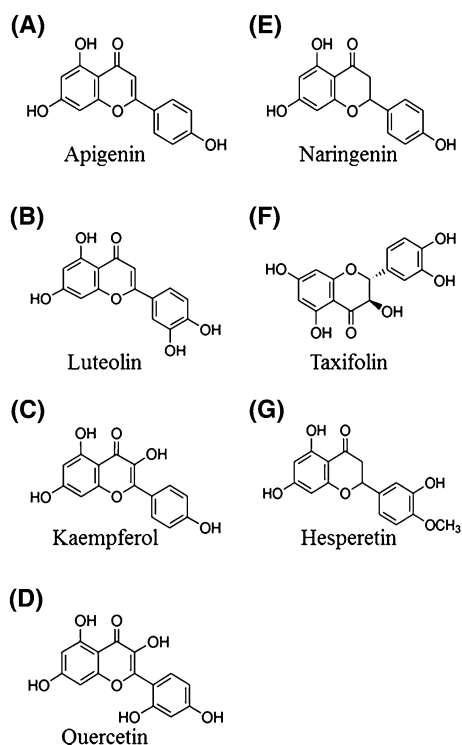 (A)
OH
O
HO
O
OH
Apigenin
(B)
OH
O
HO
O
OH
OH
Luteolin
(C)
OH
O
OH
HO
O
OH
Kaempferol
(D)
OH
O
OH
HO
O
HO
OH
Quercetin
(E)
OH
O
HO
O
OH
Naringenin
(F)
OH
HO
O
OH
OH
OH
O
Taxifolin
(G)
OH
O
HO
O
OH
OCH3
Hesperetin